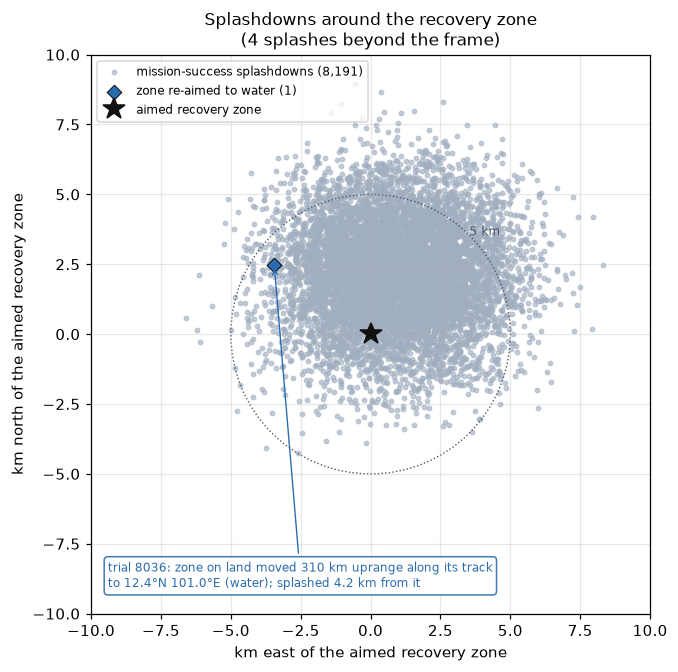 Splashdowns around the recovery zone
(4 splashes beyond the frame)
mission-success splashdowns (8,191)
zone re-aimed to water (1)
aimed recovery zone
10.0
7.5
5.0
2.5
0.0
−2.5
−5.0
−7.5
−10.0
km north of the aimed recovery zone
5 km
trial 8036: zone on land moved 310 km uprange along its track
to 12.4°N 101.0°E (water); splashed 4.2 km from it
−10.0 −7.5 −5.0 −2.5 0.0 2.5 5.0 7.5 10.0
km east of the aimed recovery zone